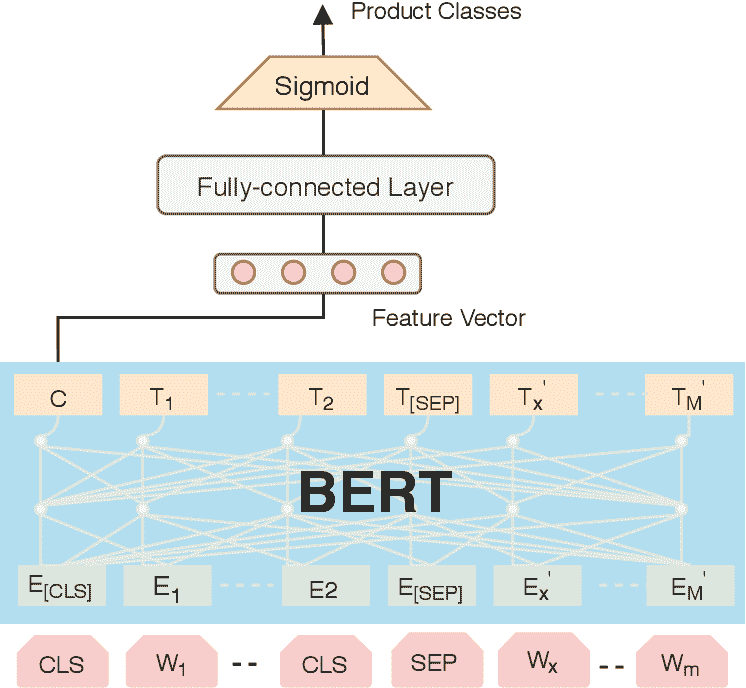 Product Classes
Sigmoid
Fully-connected Layer
Feature Vector
C T1 T2 T[SEP] Tx' TM'
BERT
E[CLS] E1 E2 E[SEP] Ex' EM'
CLS W1 -- CLS SEP Wx -- Wm